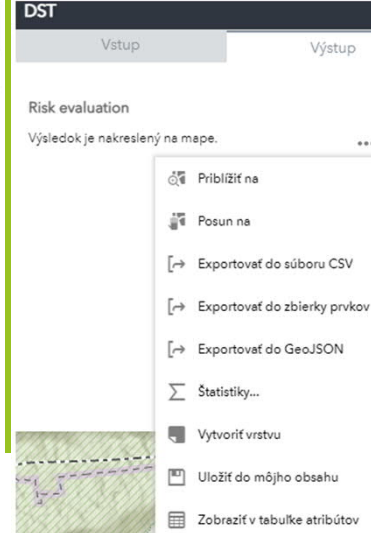 DST
Vstup
Výstup
Risk evaluation
Výsledok je nakreslený na mape.
Priblížiť na
Posun na
Exportovať do súboru CSV
Exportovať do zbierky prvkov
Exportovať do GeoJSON
Štatistiky...
Vytvoriť vrstvu
Uložiť do môjho obsahu
Zobraziť v tabuľke atribútov